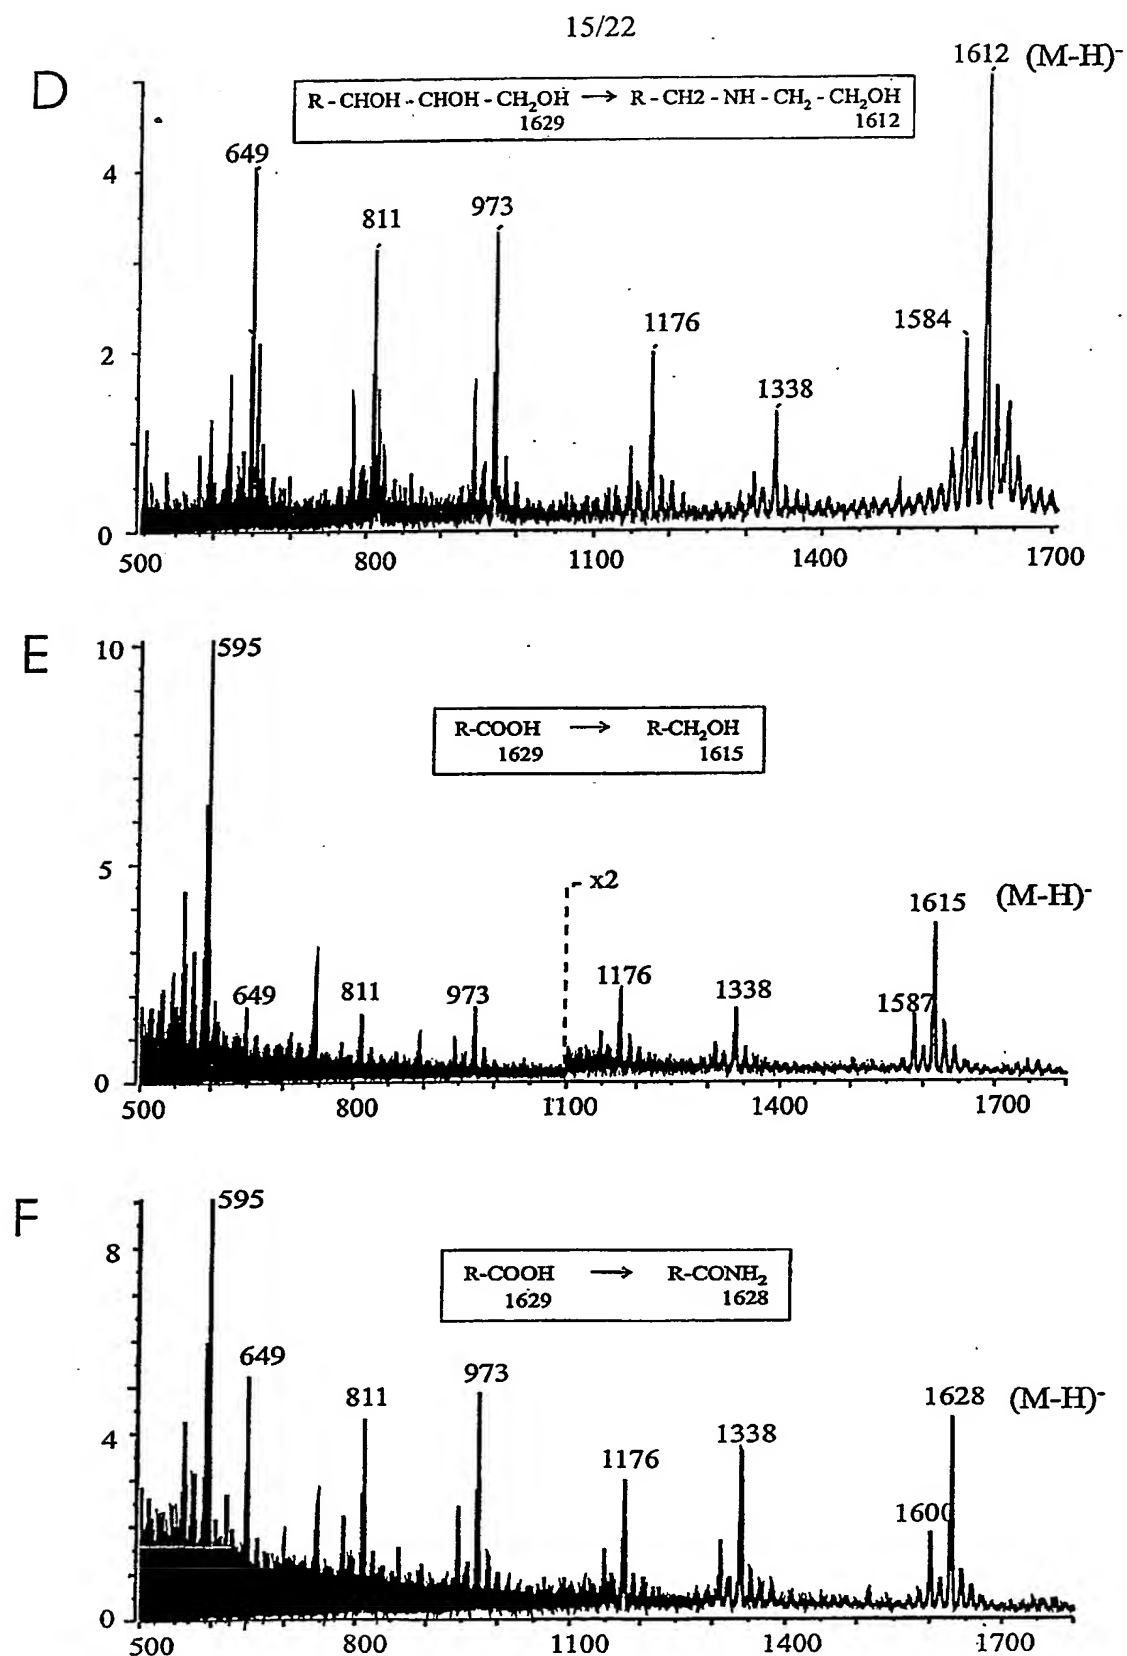 15/22
D
1612 (M-H)-
R - CHOH - CHOH - CH2OH → R - CH2 - NH - CH2 - CH2OH
1629 1612
649
4
973
811
1176
1584
2
1338
0
500 800 1100 1400 1700
E
10
595
R-COOH → R-CH2OH
1629 1615
5
x2
1615 (M-H)-
1176
649 811 973 1338 1587
0
500 800 1100 1400 1700
F
595
8
R-COOH → R-CONH2
1629 1628
649
973
811
1628 (M-H)-
4
1338
1176
1600
0
500 800 1100 1400 1700